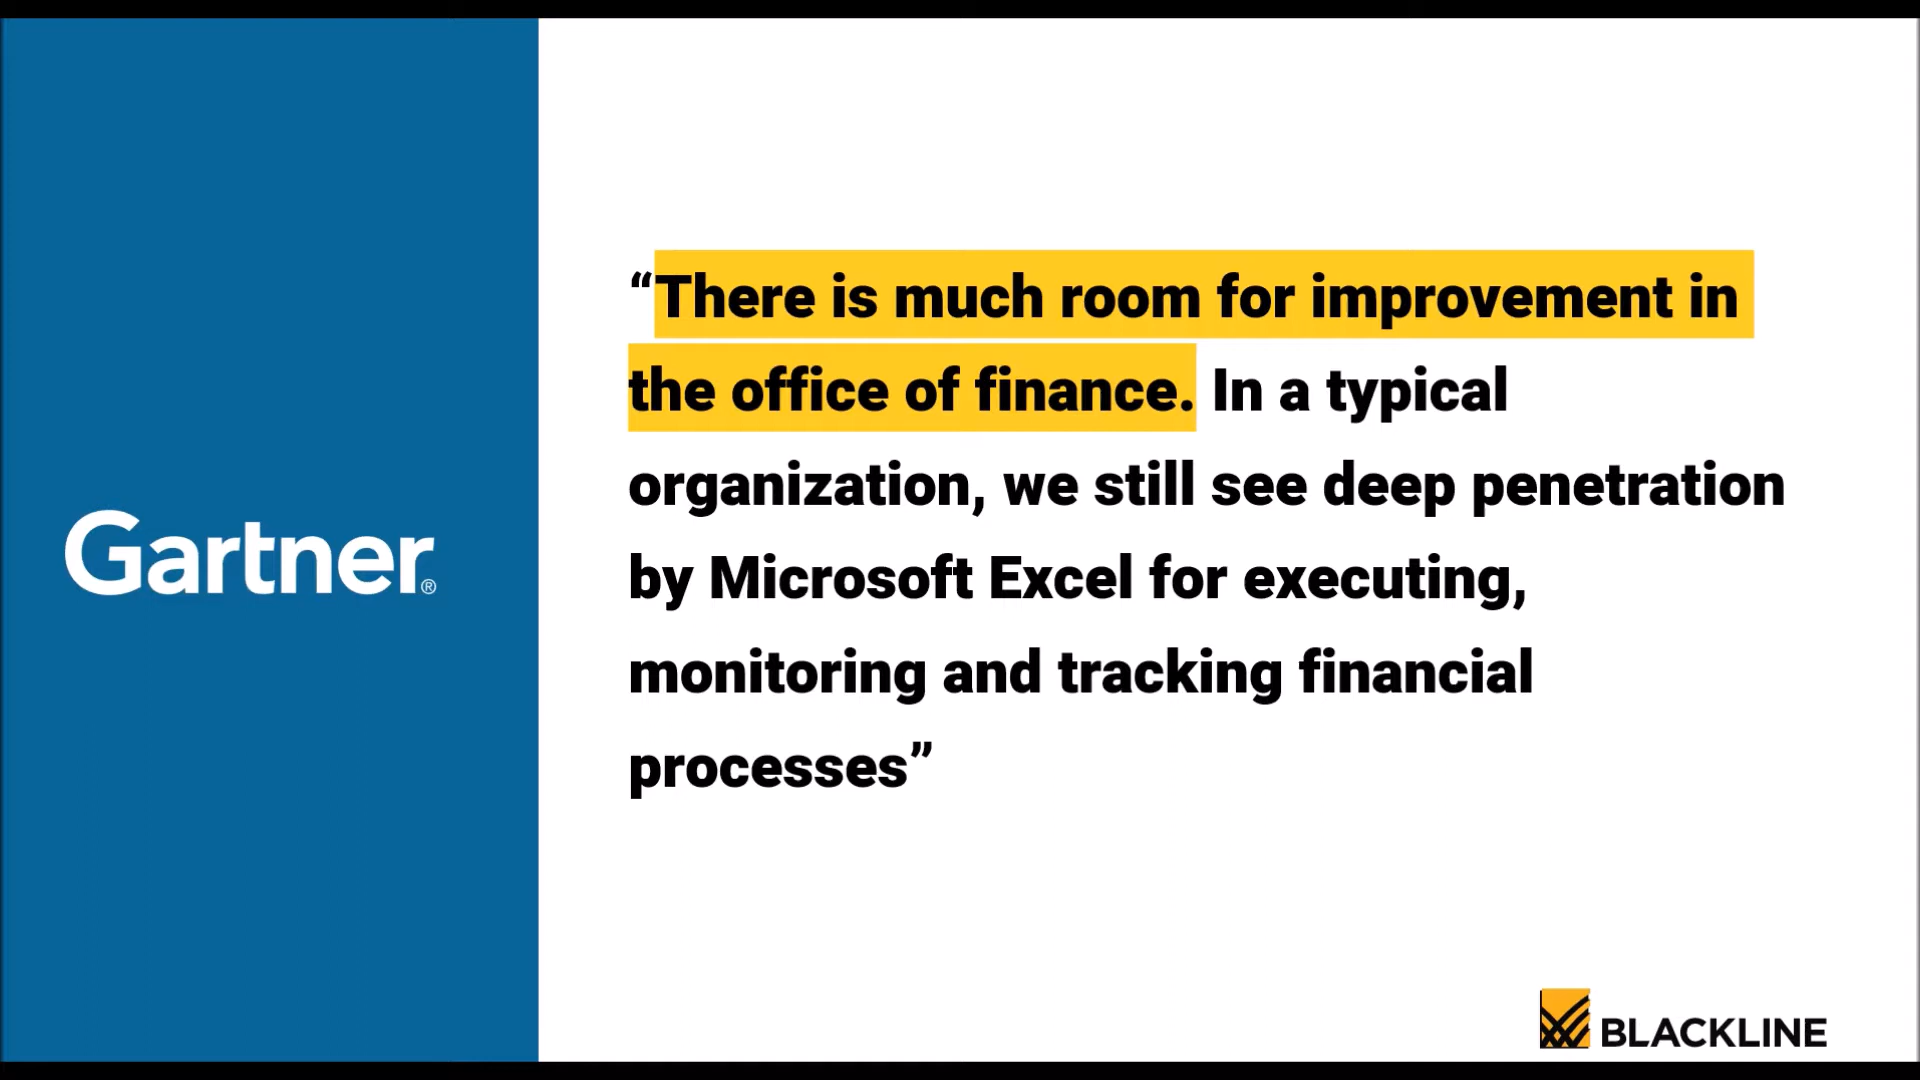 Gartner®
“There is much room for improvement in
the office of finance. In a typical
organization, we still see deep penetration
by Microsoft Excel for executing,
monitoring and tracking financial
processes”
BLACKLINE